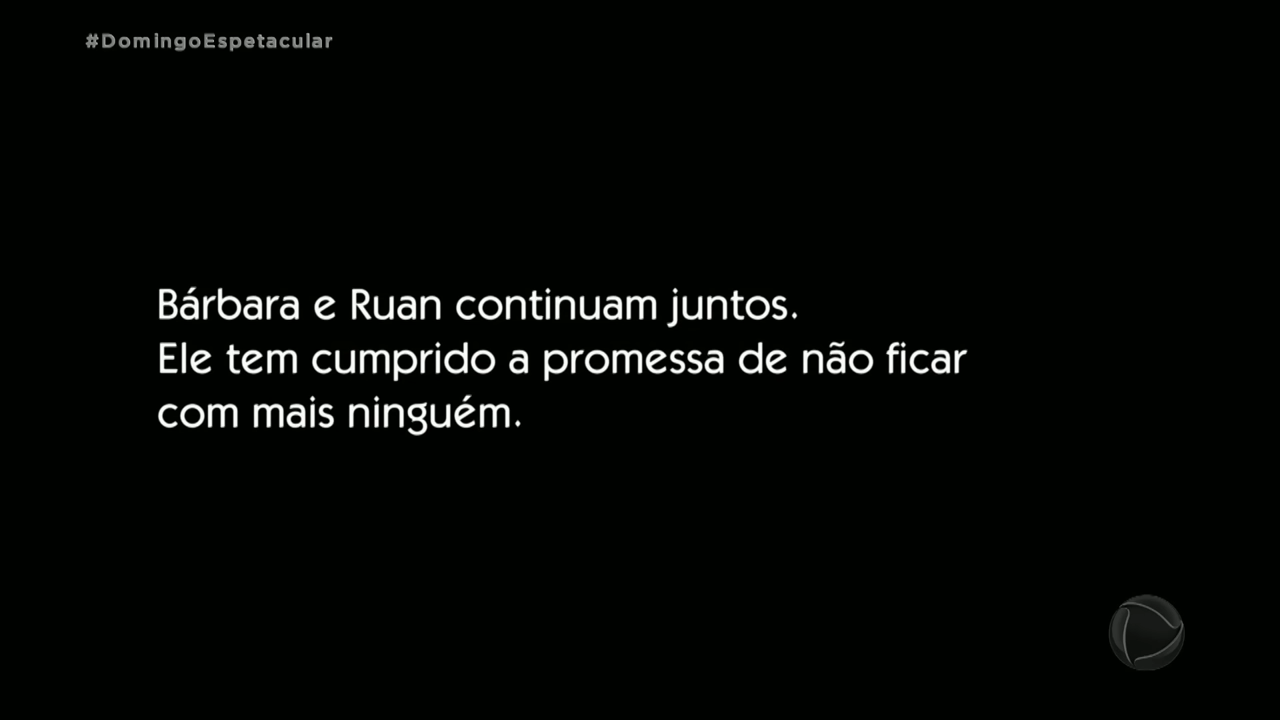 #DomingoEspetacular
Bárbara e Ruan continuam juntos.
Ele tem cumprido a promessa de não ficar
com mais ninguém.